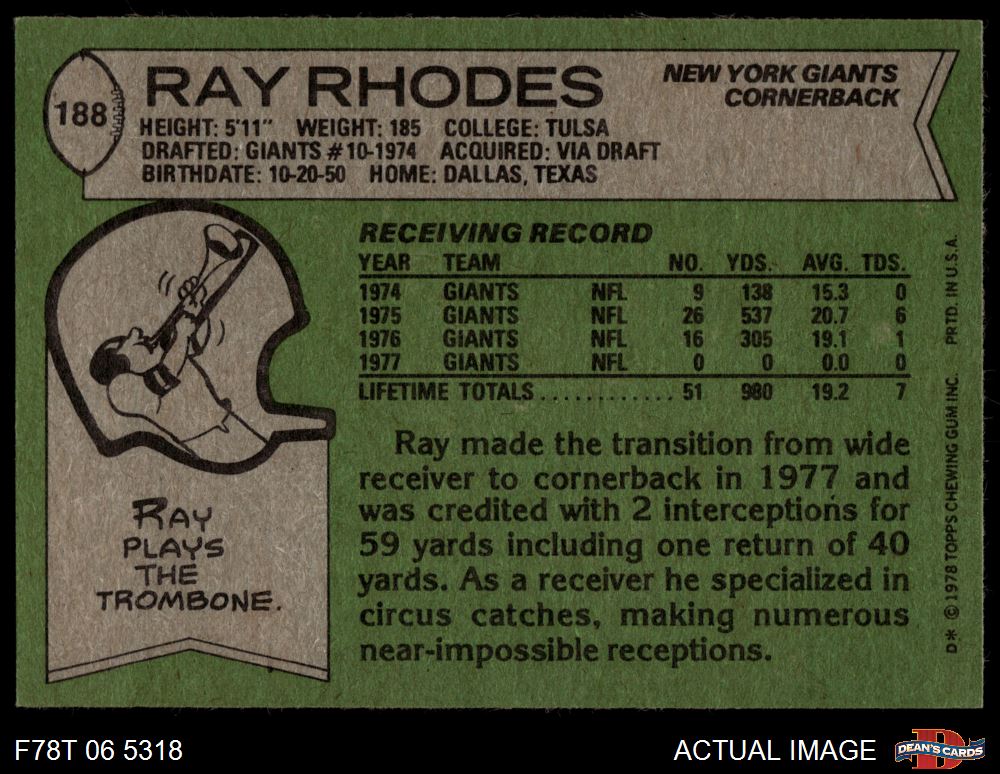 188
RAY RHODES
NEW YORK GIANTS
CORNERBACK
HEIGHT: 5'11" WEIGHT: 185 COLLEGE: TULSA
DRAFTED: GIANTS #10-1974 ACQUIRED: VIA DRAFT
BIRTHDATE: 10-20-50 HOME: DALLAS, TEXAS
RECEIVING RECORD
YEAR TEAM NO. YDS. AVG. TDS.
1974 GIANTS NFL 9 138 15.3 0
1975 GIANTS NFL 26 537 20.7 6
1976 GIANTS NFL 16 305 19.1 1
1977 GIANTS NFL 0 0 0.0 0
LIFETIME TOTALS............ 51 980 19.2 7
Ray made the transition from wide
receiver to cornerback in 1977 and
was credited with 2 interceptions for
59 yards including one return of 40
yards. As a receiver he specialized in
circus catches, making numerous
near-impossible receptions.
RAY
PLAYS
THE
TROMBONE.
D* © 1978 TOPPS CHEWING GUM INC. PRTD. IN U.S.A.
F78T 06 5318
ACTUAL IMAGE
D
DEAN'S CARDS